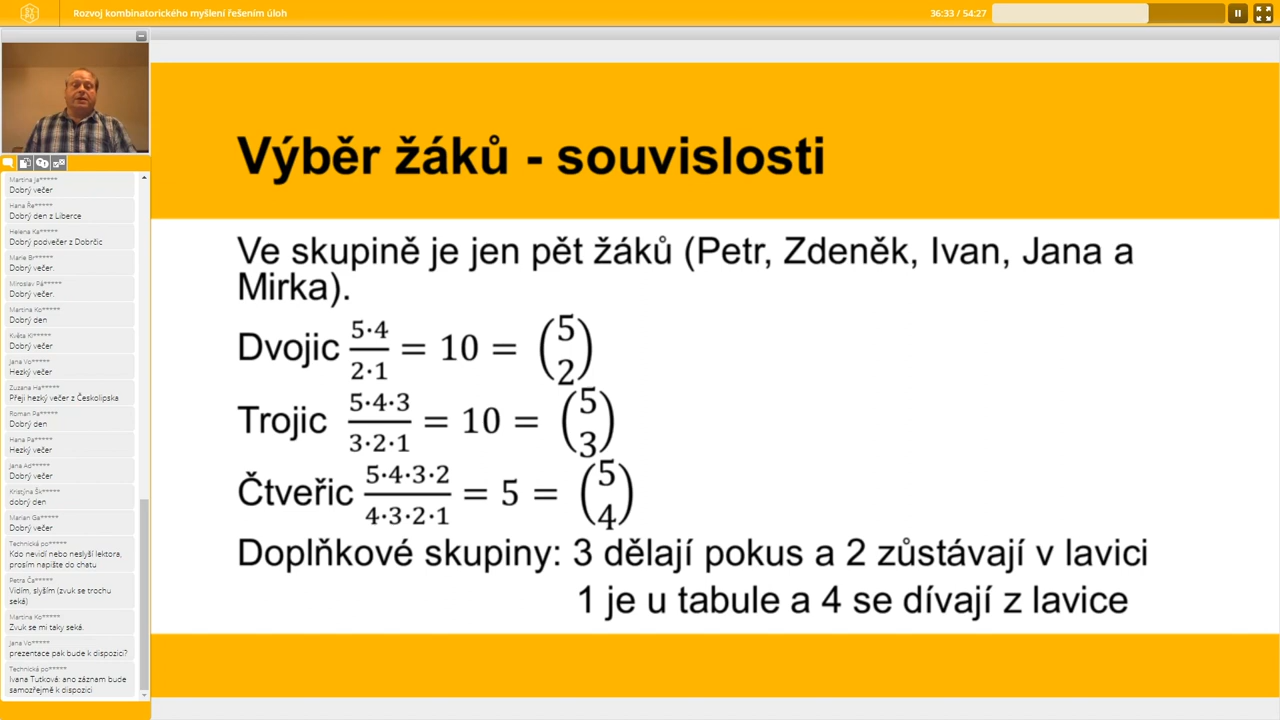 Rozvoj kombinatorického myšlení řešením úloh
36:33 / 54:27
Výběr žáků - souvislosti
Ve skupině je jen pět žáků (Petr, Zdeněk, Ivan, Jana a
Mirka).
Dvojic 5·4 / 2·1 = 10 = (5 2)
Trojic 5·4·3 / 3·2·1 = 10 = (5 3)
Čtveřic 5·4·3·2 / 4·3·2·1 = 5 = (5 4)
Doplňkové skupiny: 3 dělají pokus a 2 zůstávají v lavici
1 je u tabule a 4 se dívají z lavice
Martina Ja*****
Dobrý večer
Hana Ře*****
Dobrý den z Liberce
Helena Ka*****
Dobrý podvečer z Dobrčic
Marie Br*****
Dobrý večer.
Miroslav Pá*****
Dobrý večer.
Martina Ko*****
Dobrý den
Květa Kl*****
Dobrý večer.
Jana Vo*****
Hezký večer
Zuzana Ha*****
Přeji hezký večer z Českolipska
Roman Pa*****
Dobrý den
Hana Pa*****
Hezký večer
Jana Ad*****
Dobrý večer
Kristýna Šk*****
dobrý den
Marian Ga*****
Dobrý večer
Technická po*****
Kdo nevidí nebo neslyší lektora,
prosím napište do chatu
Petra Ča*****
Vidím, slyším (zvuk se trochu
seká)
Martina Ko*****
Zvuk se mi taky seká.
Jana Vo*****
prezentace pak bude k dispozici?
Technická po*****
Ivana Tutková: ano záznam bude
samozřejmě k dispozici